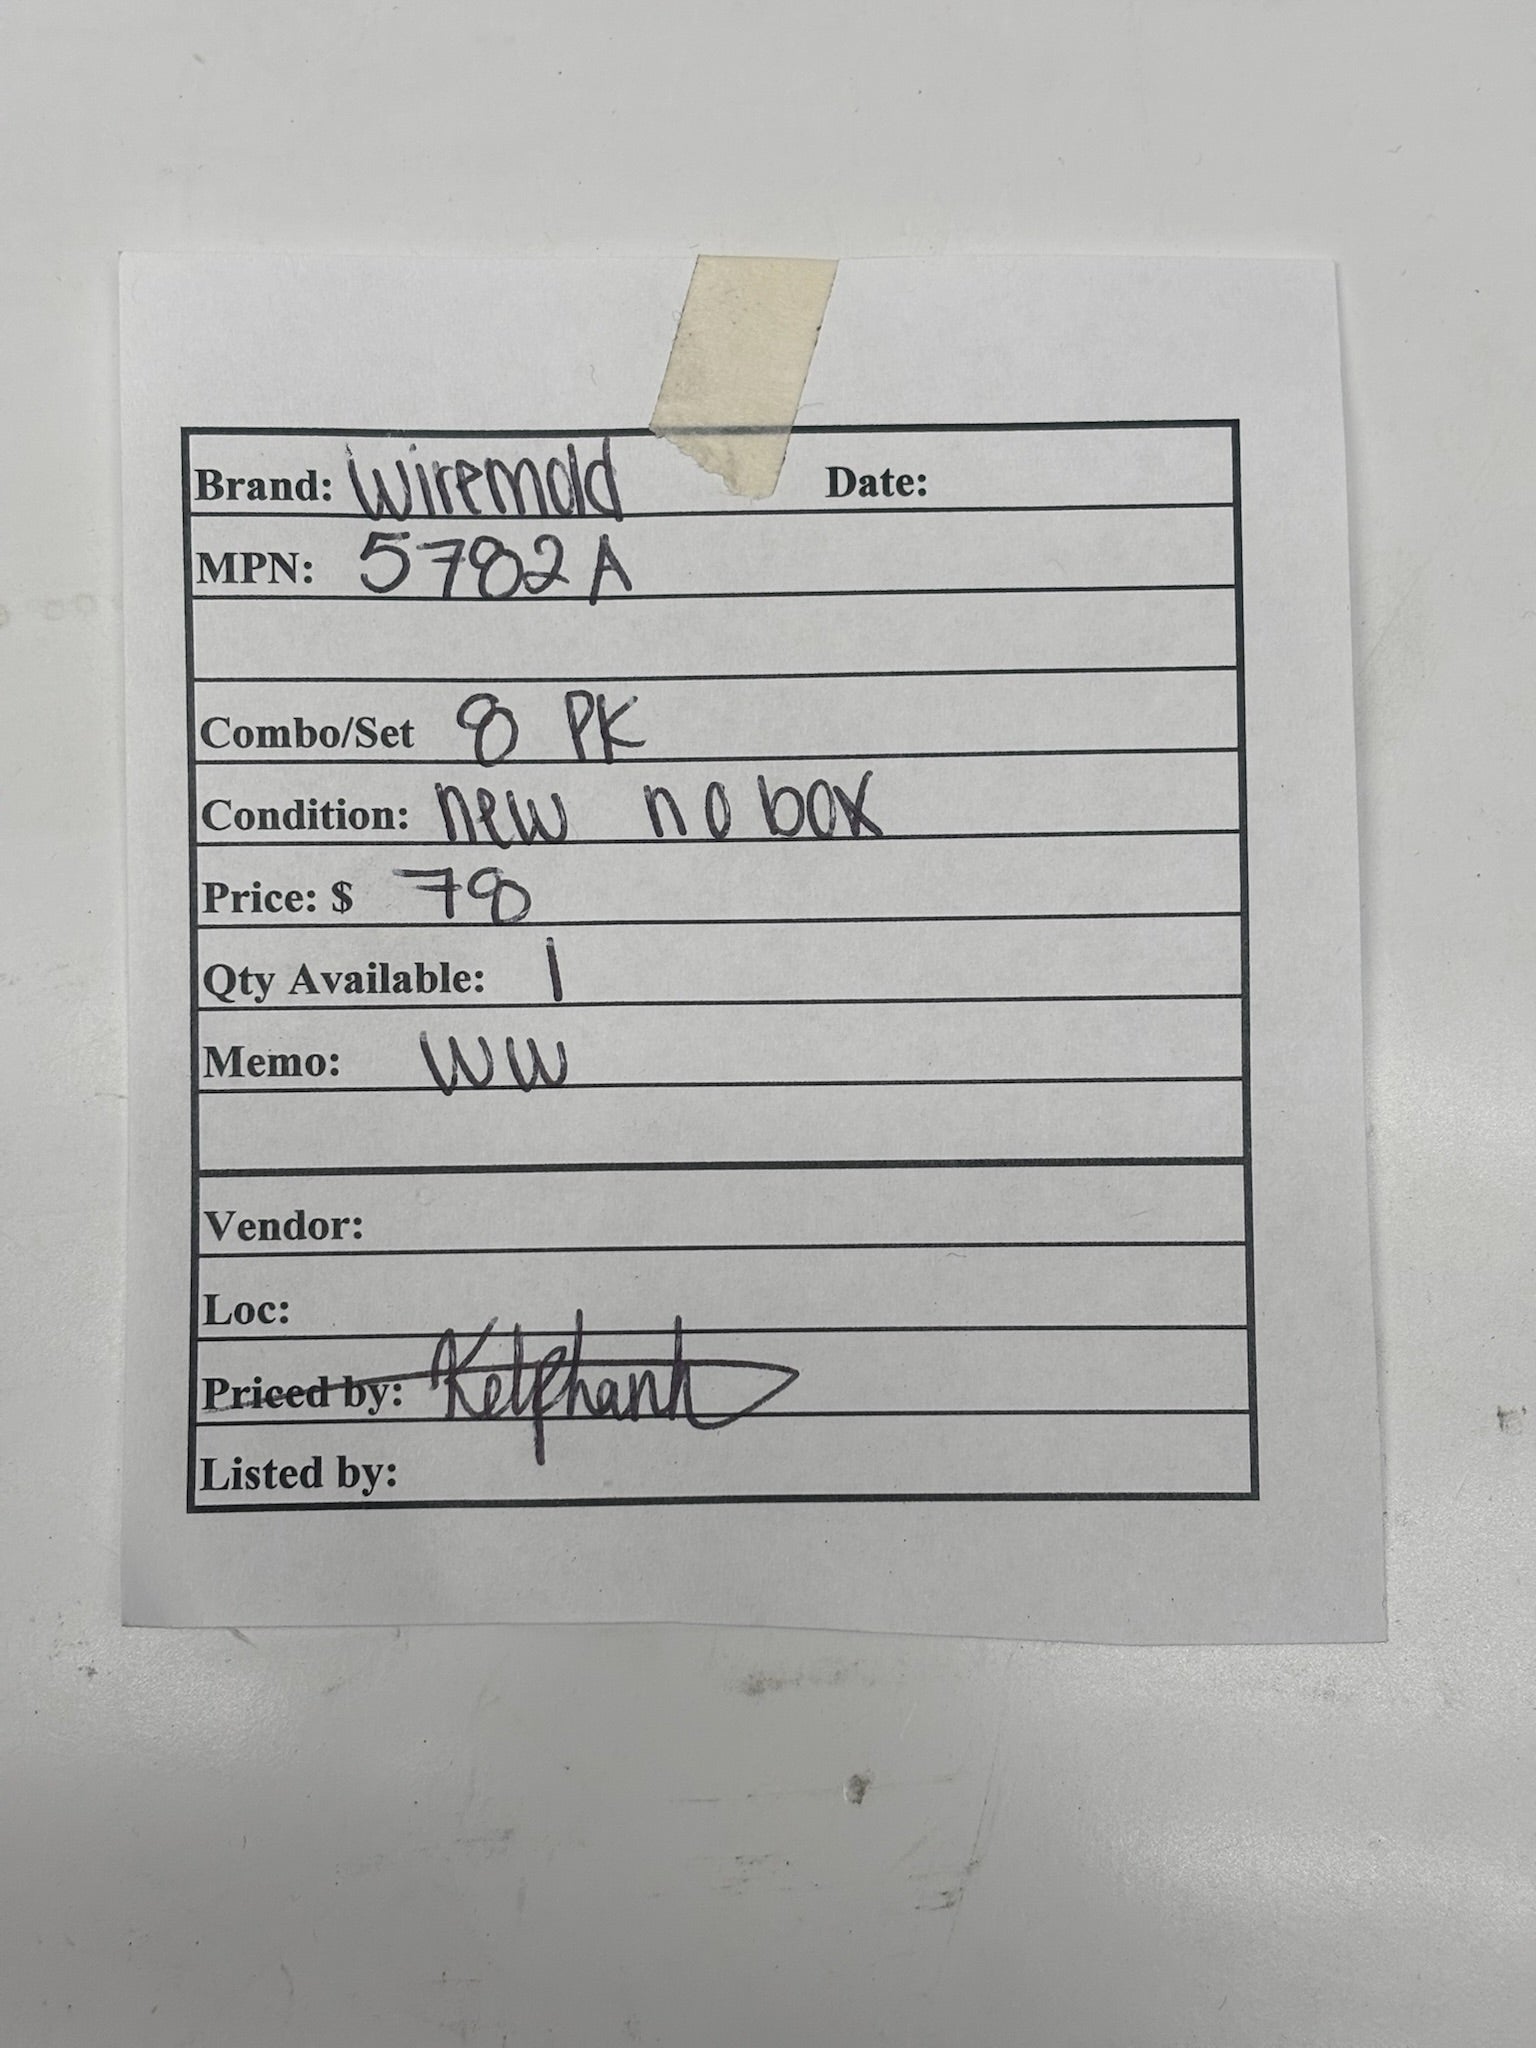 Brand: Wiremold Date:
MPN: 5782A
Combo/Set 8 PK
Condition: new no box
Price: $ 78
Qty Available: 1
Memo: WW
Vendor:
Loc:
Priced by:
Listed by: